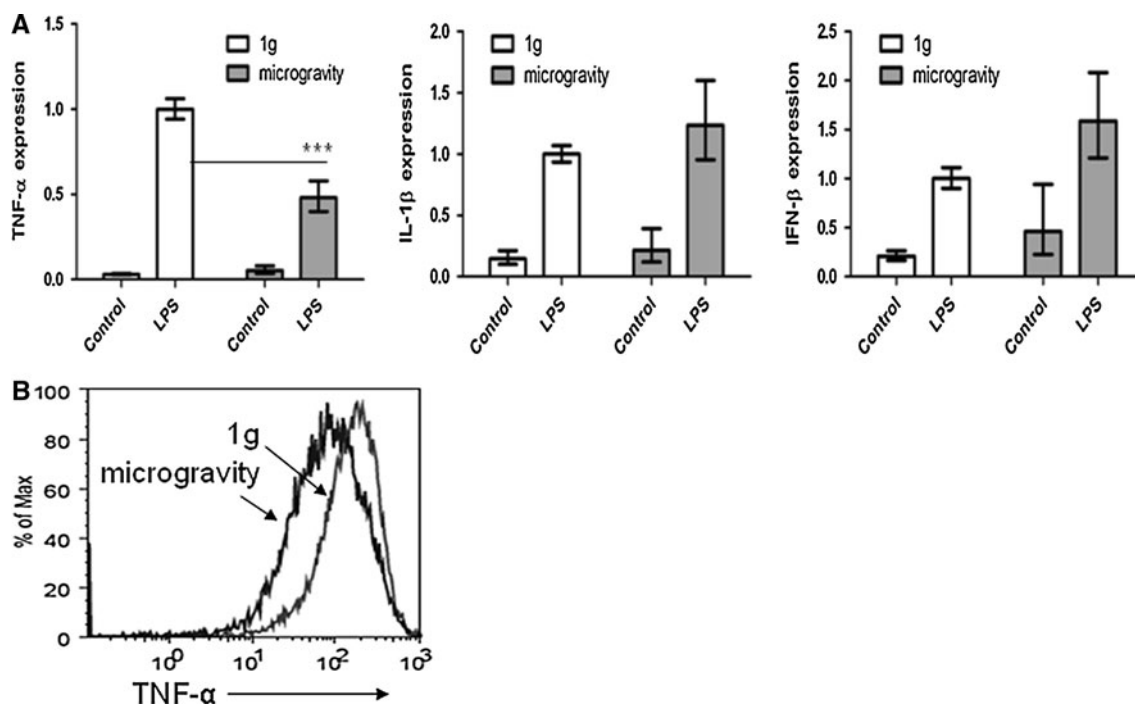 A
TNF-α expression
1.5
1.0
0.5
0.0
1g
microgravity
***
Control
LPS
Control
LPS
IL-1β expression
2.0
1.5
1.0
0.5
0.0
1g
microgravity
Control
LPS
Control
LPS
IFN-β expression
2.5
2.0
1.5
1.0
0.5
0.0
1g
microgravity
Control
LPS
Control
LPS
B
% of Max
100
80
60
40
20
0
1g
microgravity
10⁰
10¹
10²
10³
TNF-α